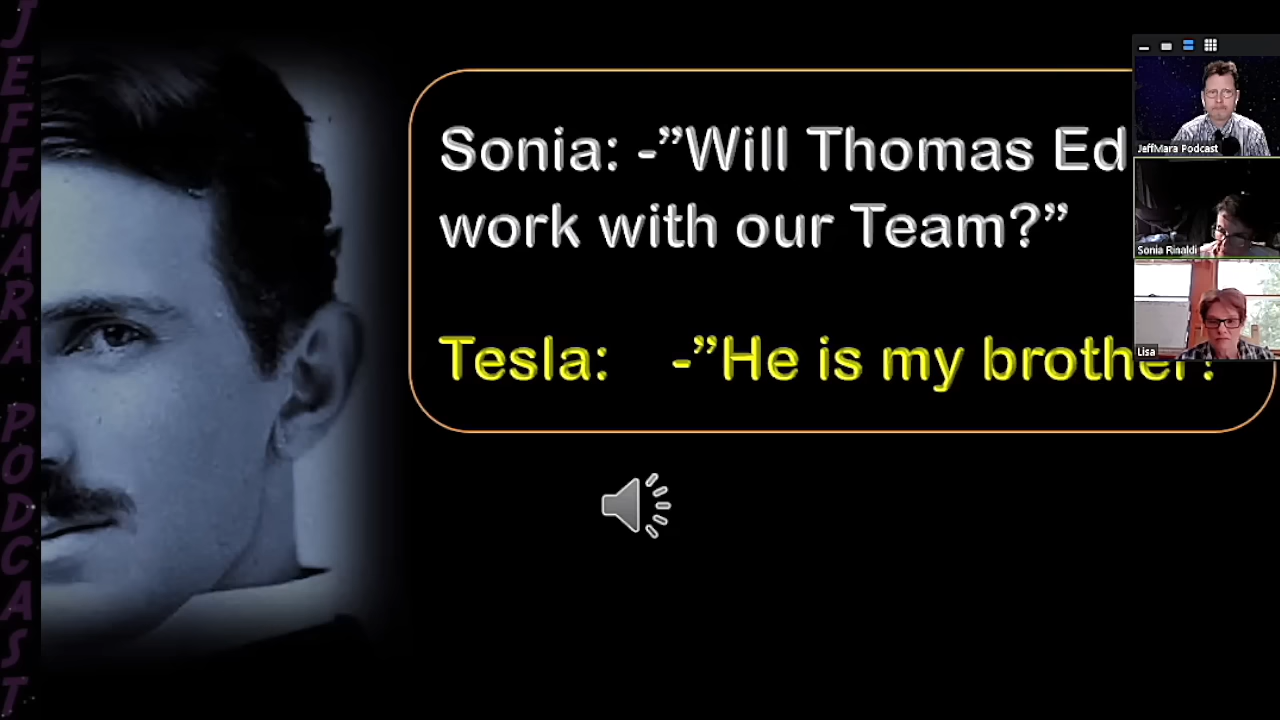 JEFFMARA PODCAST
Sonia: -”Will Thomas Ed
work with our Team?”
Tesla: -”He is my brother!
JeffMara Podcast
Sonia Rinaldi
Lisa